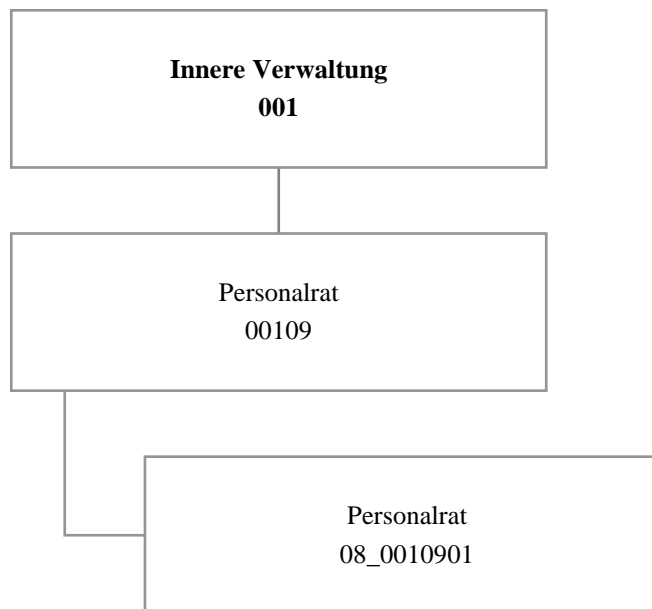 Innere Verwaltung
001
Personalrat
00109
Personalrat
08_0010901